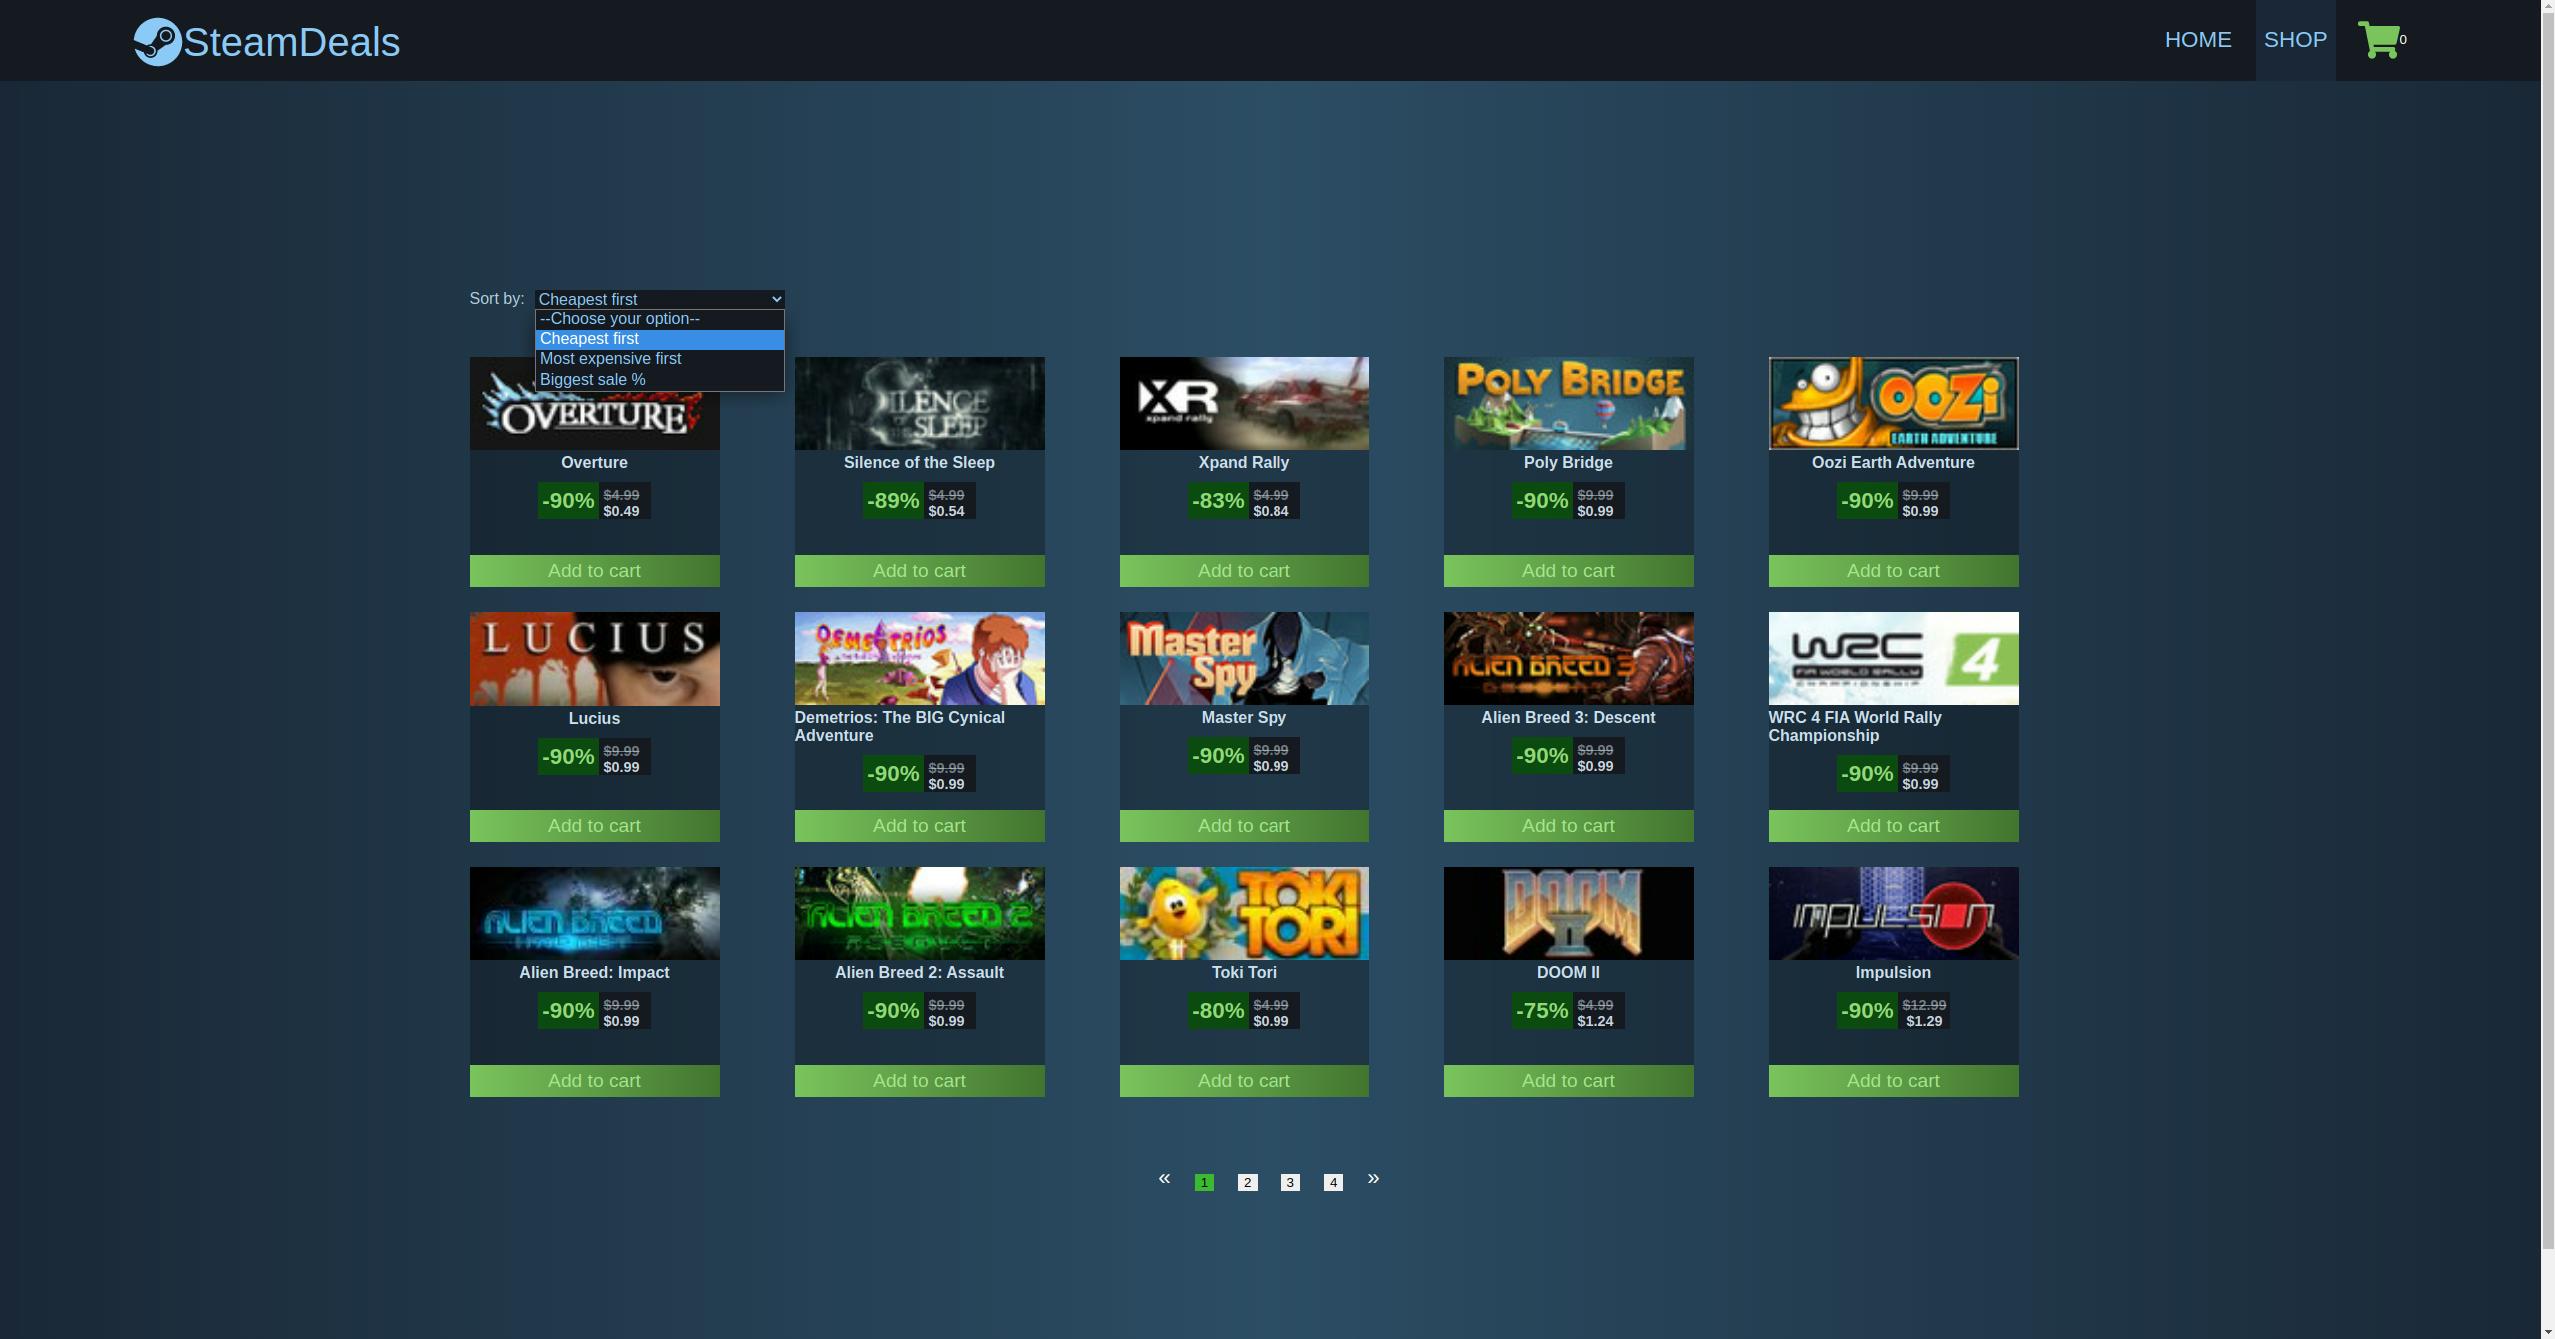 SteamDeals
HOME
SHOP
0
Sort by:
Cheapest first
--Choose your option--
Cheapest first
Most expensive first
Biggest sale %
OVERTURE
SILENCE
OF THE
SLEEP
XR
xpand rally
POLY BRIDGE
OOZi
EARTH ADVENTURE
Overture
Silence of the Sleep
Xpand Rally
Poly Bridge
Oozi Earth Adventure
-90%
$4.99
$0.49
-89%
$4.99
$0.54
-83%
$4.99
$0.84
-90%
$9.99
$0.99
-90%
$9.99
$0.99
Add to cart
Add to cart
Add to cart
Add to cart
Add to cart
LUCIUS
DEMETRIOS
Master
Spy
ALIEN BREED 3
DESCENT
WRC
FIA WORLD RALLY
CHAMPIONSHIP
4
Lucius
Demetrios: The BIG Cynical
Adventure
Master Spy
Alien Breed 3: Descent
WRC 4 FIA World Rally
Championship
-90%
$9.99
$0.99
-90%
$9.99
$0.99
-90%
$9.99
$0.99
-90%
$9.99
$0.99
-90%
$9.99
$0.99
Add to cart
Add to cart
Add to cart
Add to cart
Add to cart
ALIEN BREED
IMPACT
ALIEN BREED 2
ASSAULT
TOKI
TORI
DOOM
II
IMPULSION
Alien Breed: Impact
Alien Breed 2: Assault
Toki Tori
DOOM II
Impulsion
-90%
$9.99
$0.99
-90%
$9.99
$0.99
-80%
$4.99
$0.99
-75%
$4.99
$1.24
-90%
$12.99
$1.29
Add to cart
Add to cart
Add to cart
Add to cart
Add to cart
« 1 2 3 4 »